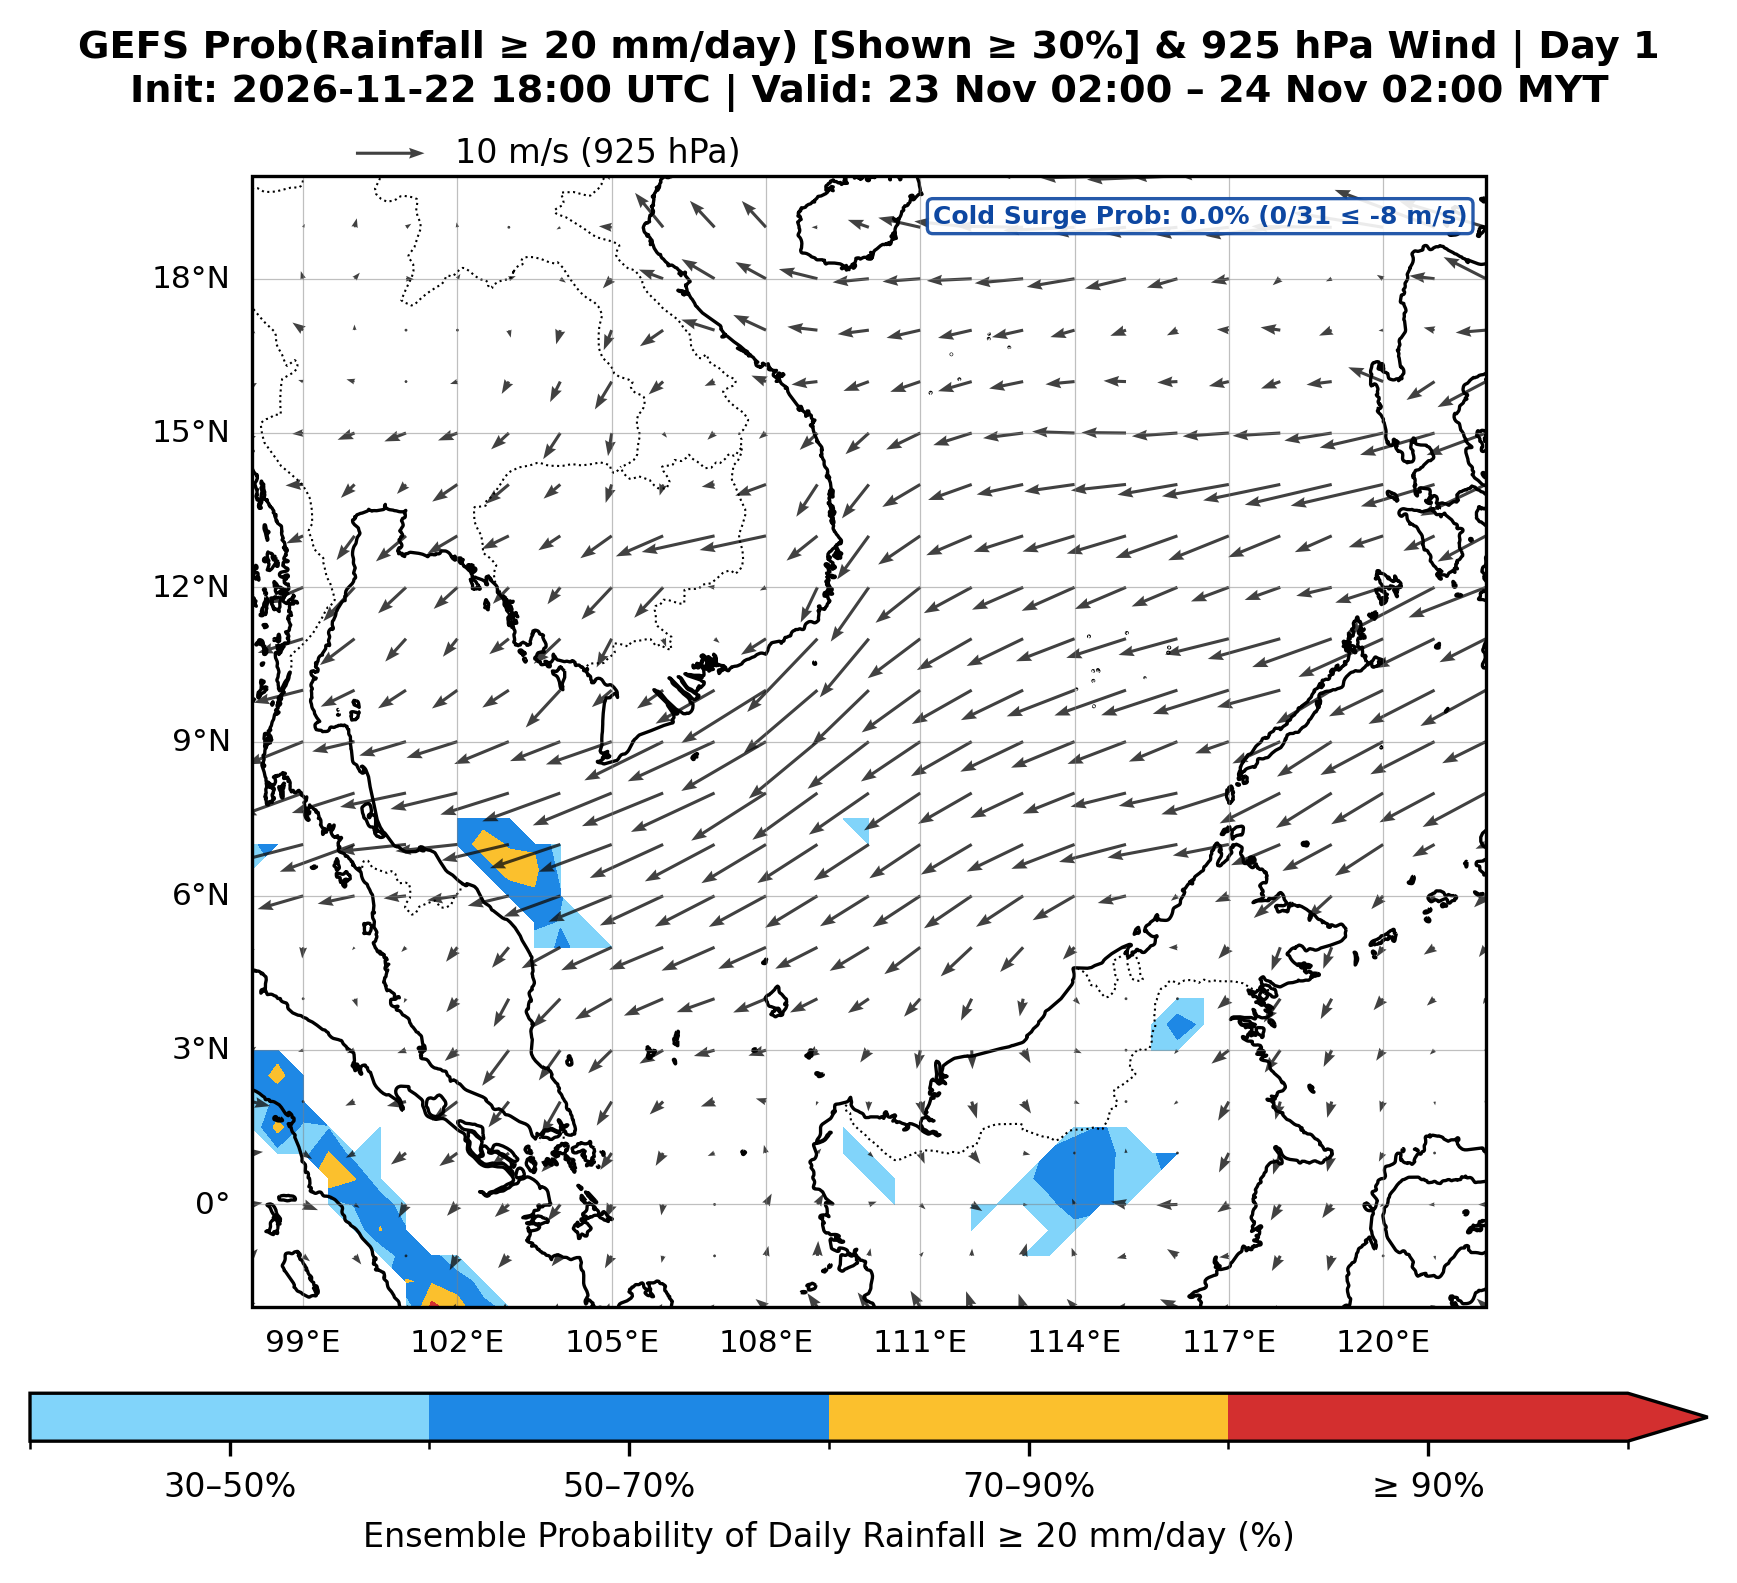 GEFS Prob(Rainfall ≥ 20 mm/day) [Shown ≥ 30%] & 925 hPa Wind | Day 1
Init: 2026-11-22 18:00 UTC | Valid: 23 Nov 02:00 – 24 Nov 02:00 MYT
10 m/s (925 hPa)
Cold Surge Prob: 0.0% (0/31 ≤ -8 m/s)
18°N
15°N
12°N
9°N
6°N
3°N
0°
99°E 102°E 105°E 108°E 111°E 114°E 117°E 120°E
30–50% 50–70% 70–90% ≥ 90%
Ensemble Probability of Daily Rainfall ≥ 20 mm/day (%)